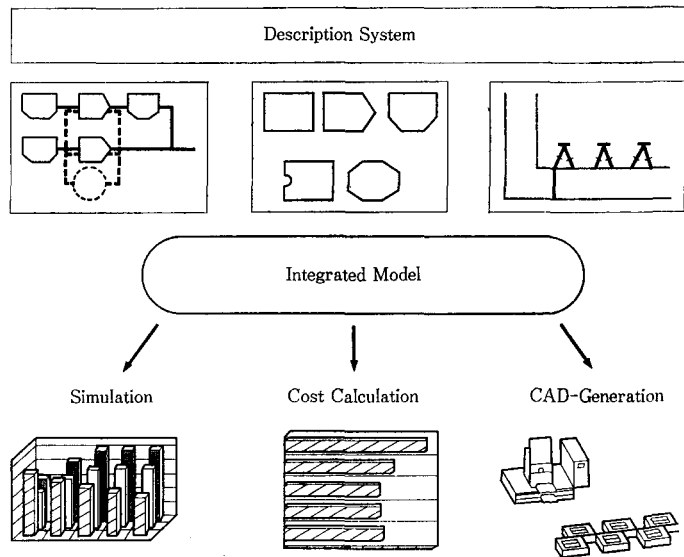 Description System
Integrated Model
Simulation
Cost Calculation
CAD-Generation